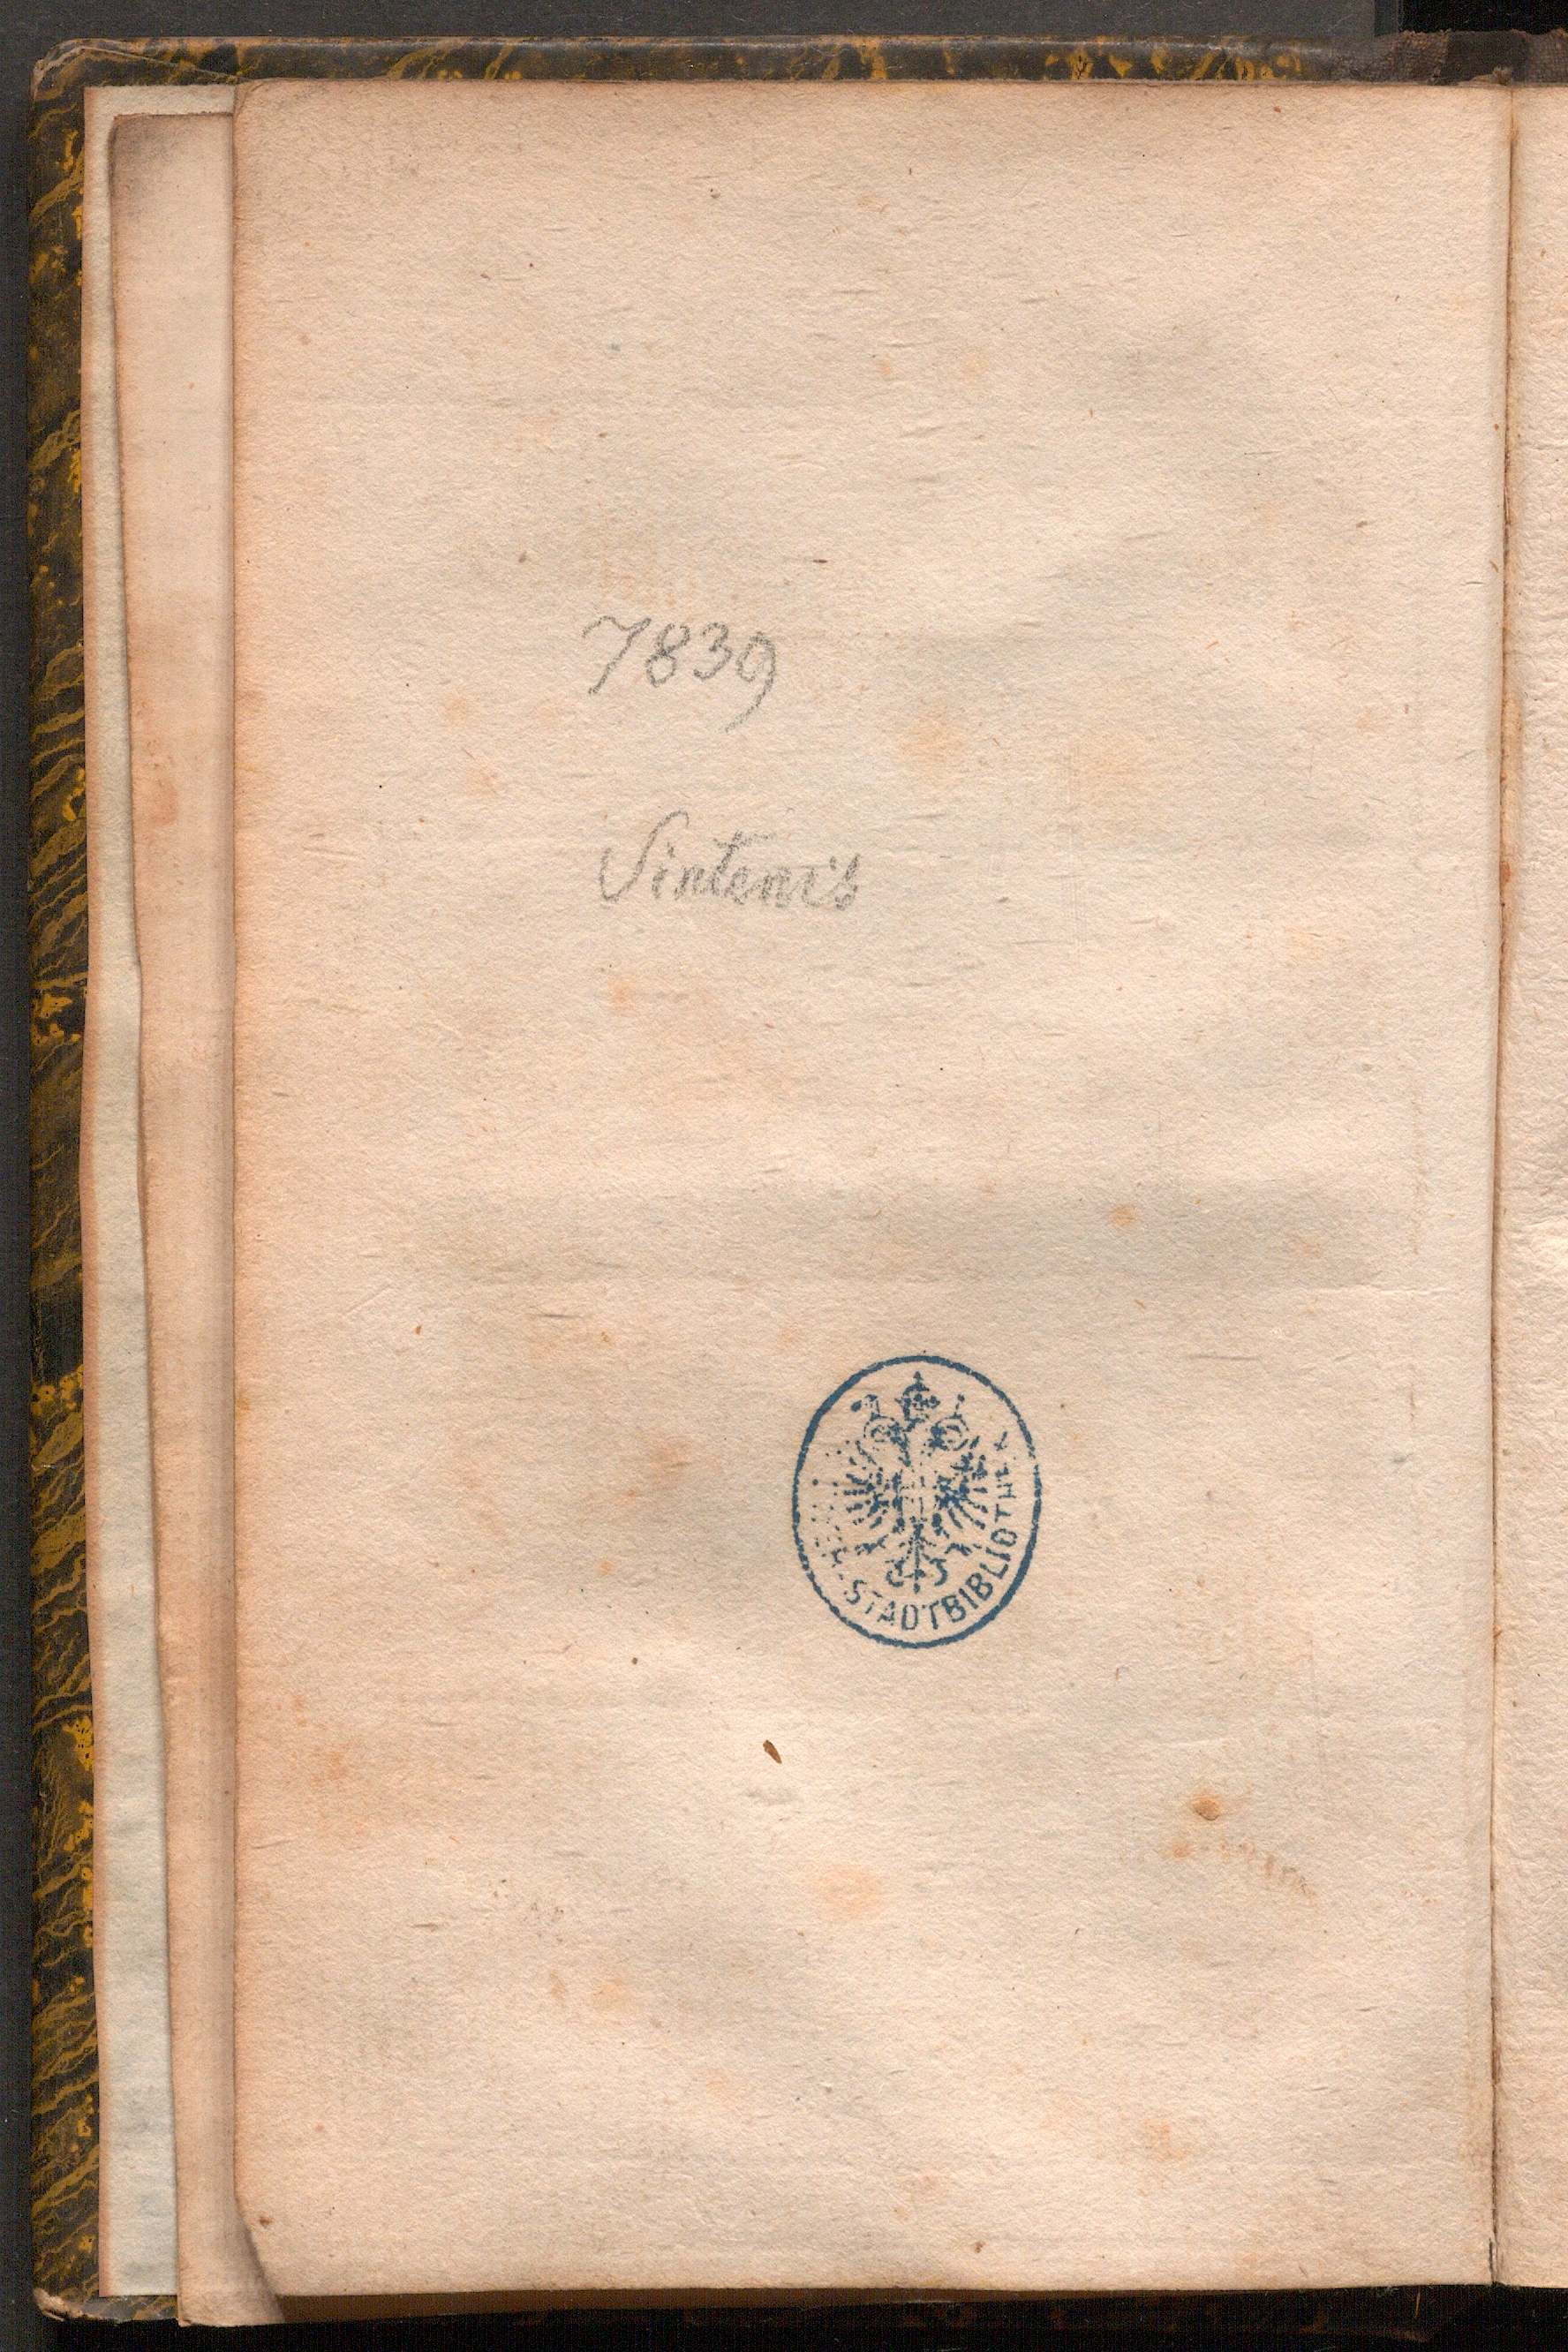 7839
Sintenis
STADTBIBLIOTHEK